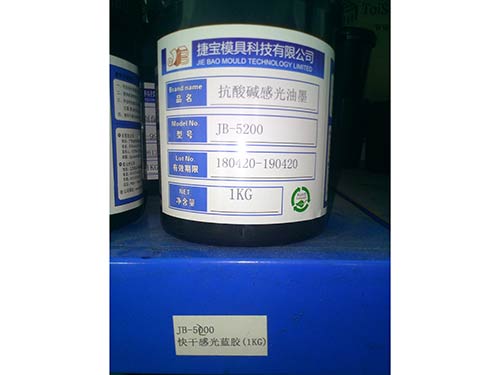 捷宝模具科技有限公司
JIE BAO MOULD TECHNOLOGY LIMITED
Brand name
品名
抗酸碱感光油墨
Model No.
型号
JB-5200
Lot No
有效期限
180420-190420
NET
净含量
1KG
快干感光蓝胶(1KG)